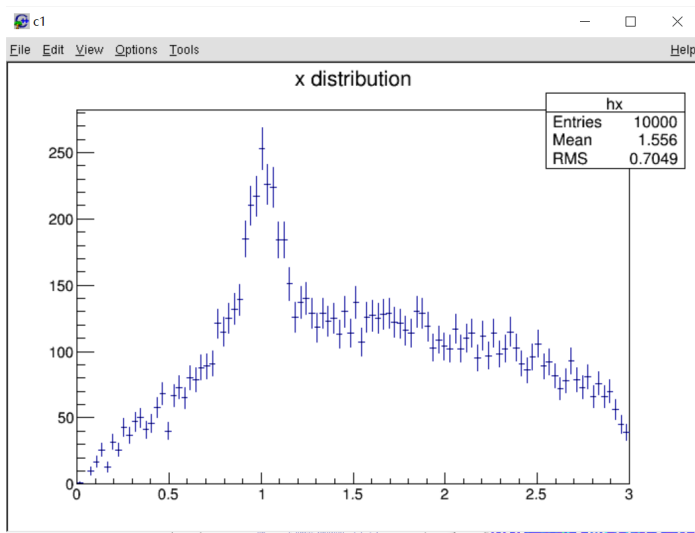 c1
File Edit View Options Tools Help
x distribution
hx
Entries 10000
Mean 1.556
RMS 0.7049
250
200
150
100
50
0
0 0.5 1 1.5 2 2.5 3